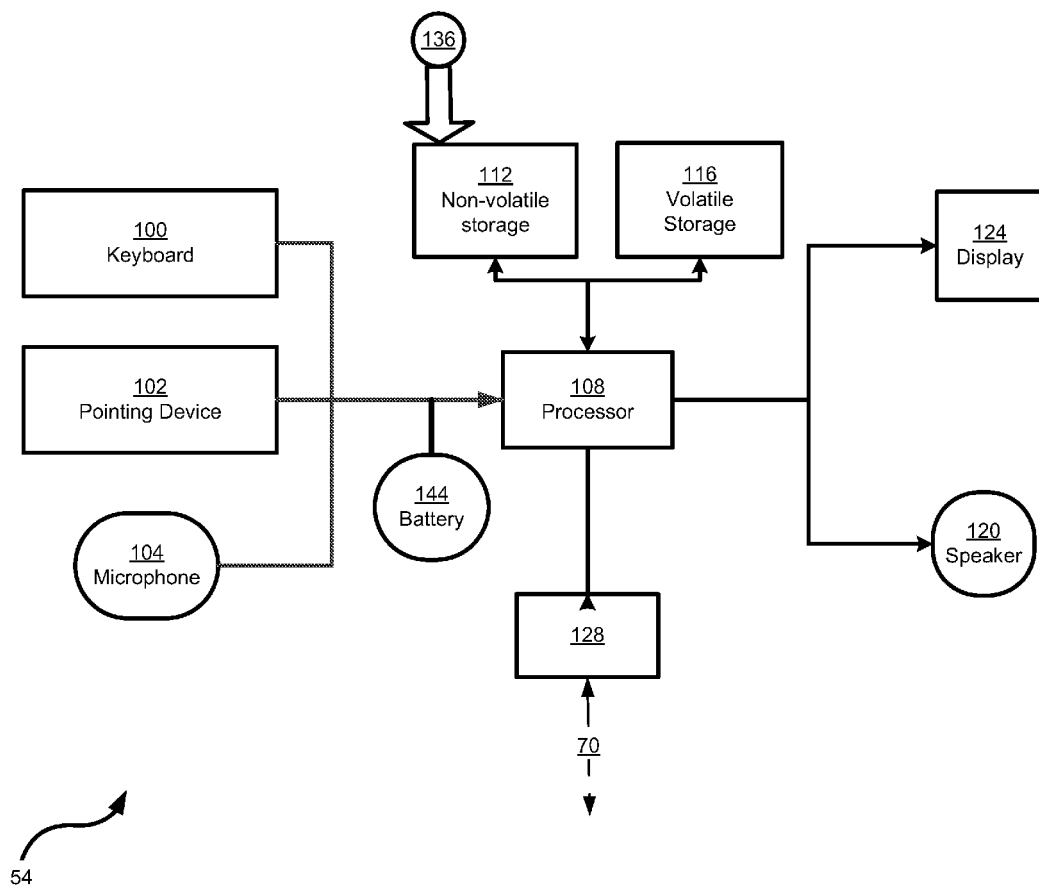 136
112
Non-volatile
storage
116
Volatile
Storage
100
Keyboard
124
Display
102
Pointing Device
108
Processor
144
Battery
104
Microphone
120
Speaker
128
70
54